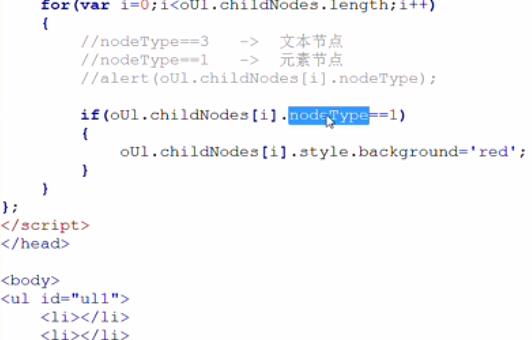 for(var i=0;i<oUl.childNodes.length;i++)
{
//nodeType==3 -> 文本节点
//nodeType==1 -> 元素节点
//alert(oUl.childNodes[i].nodeType);
if(oUl.childNodes[i].nodeType==1)
{
oUl.childNodes[i].style.background='red';
}
}
};
</script>
</head>
<body>
<ul id="ul1">
<li></li>
<li></li>